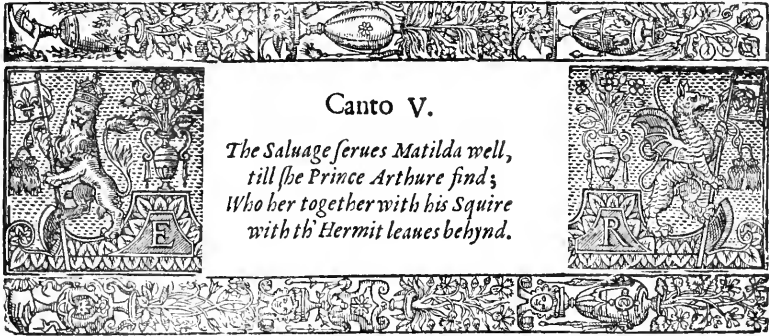 Canto V.
The Saluage ſerues Matilda well,
till ſhe Prince Arthure find;
Who her together with his Squire
with th' Hermit leaues behynd.
E R